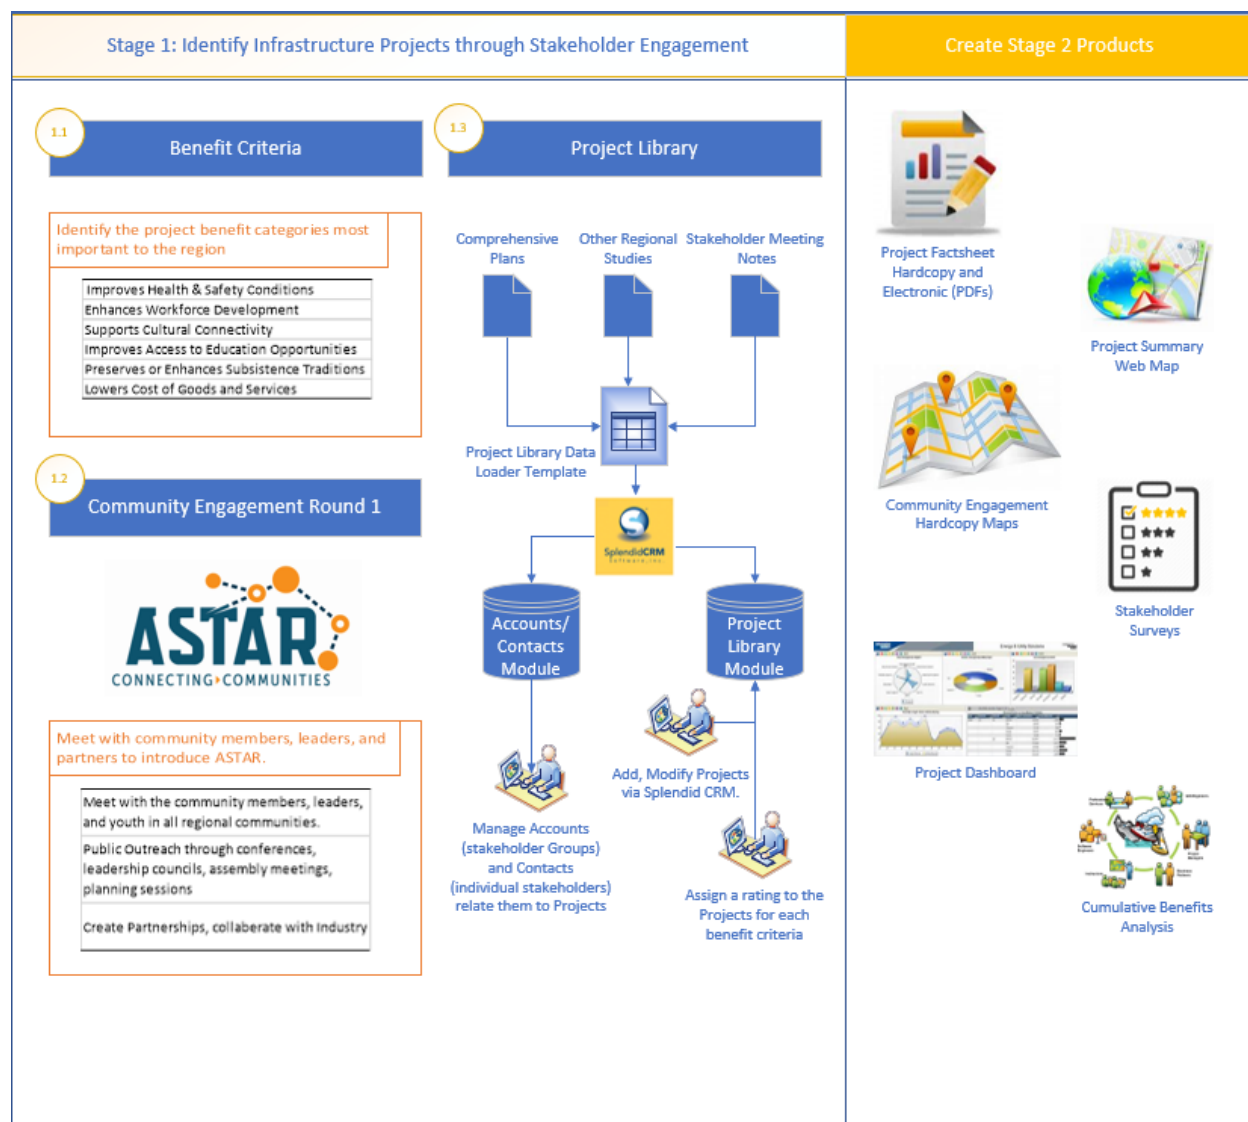 Stage 1: Identify Infrastructure Projects through Stakeholder Engagement
Create Stage 2 Products
1.1
Benefit Criteria
Identify the project benefit categories most
important to the region
Improves Health & Safety Conditions
Enhances Workforce Development
Supports Cultural Connectivity
Improves Access to Education Opportunities
Preserves or Enhances Subsistence Traditions
Lowers Cost of Goods and Services
1.2
Community Engagement Round 1
ASTAR
CONNECTING COMMUNITIES
Meet with community members, leaders, and
partners to introduce ASTAR.
Meet with the community members, leaders,
and youth in all regional communities.
Public Outreach through conferences,
leadership councils, assembly meetings,
planning sessions
Create Partnerships, collaberate with Industry
1.3
Project Library
Comprehensive
Plans
Other Regional
Studies
Stakeholder Meeting
Notes
Project Library Data
Loader Template
SplendidCRM
Software, Inc.
Accounts/
Contacts
Module
Project
Library
Module
Add, Modify Projects
via Splendid CRM.
Manage Accounts
(stakeholder Groups)
and Contacts
(individual stakeholders)
relate them to Projects
Assign a rating to the
Projects for each
benefit criteria
Project Factsheet
Hardcopy and
Electronic (PDFs)
Project Summary
Web Map
Community Engagement
Hardcopy Maps
Stakeholder
Surveys
Project Dashboard
Cumulative Benefits
Analysis